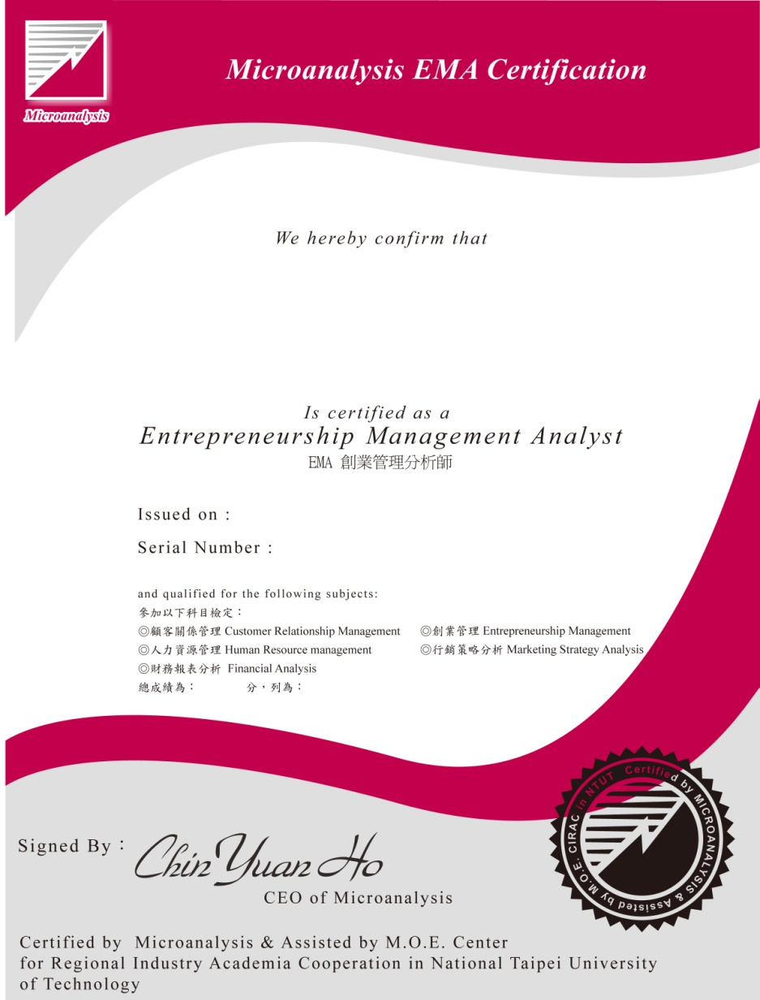 Microanalysis EMA Certification
Microanalysis
We hereby confirm that
Is certified as a
Entrepreneurship Management Analyst
EMA 創業管理分析師
Issued on :
Serial Number :
and qualified for the following subjects:
參加以下科目檢定：
◎顧客關係管理 Customer Relationship Management ◎創業管理 Entrepreneurship Management
◎人力資源管理 Human Resource management ◎行銷策略分析 Marketing Strategy Analysis
◎財務報表分析 Financial Analysis
總成績為： 分，列為：
Certified by MICROANALYSIS & Assisted by M.O.E. CIRAC in NTUT
Signed By： Chin Yuan Ho
CEO of Microanalysis
Certified by Microanalysis & Assisted by M.O.E. Center
for Regional Industry Academia Cooperation in National Taipei University
of Technology